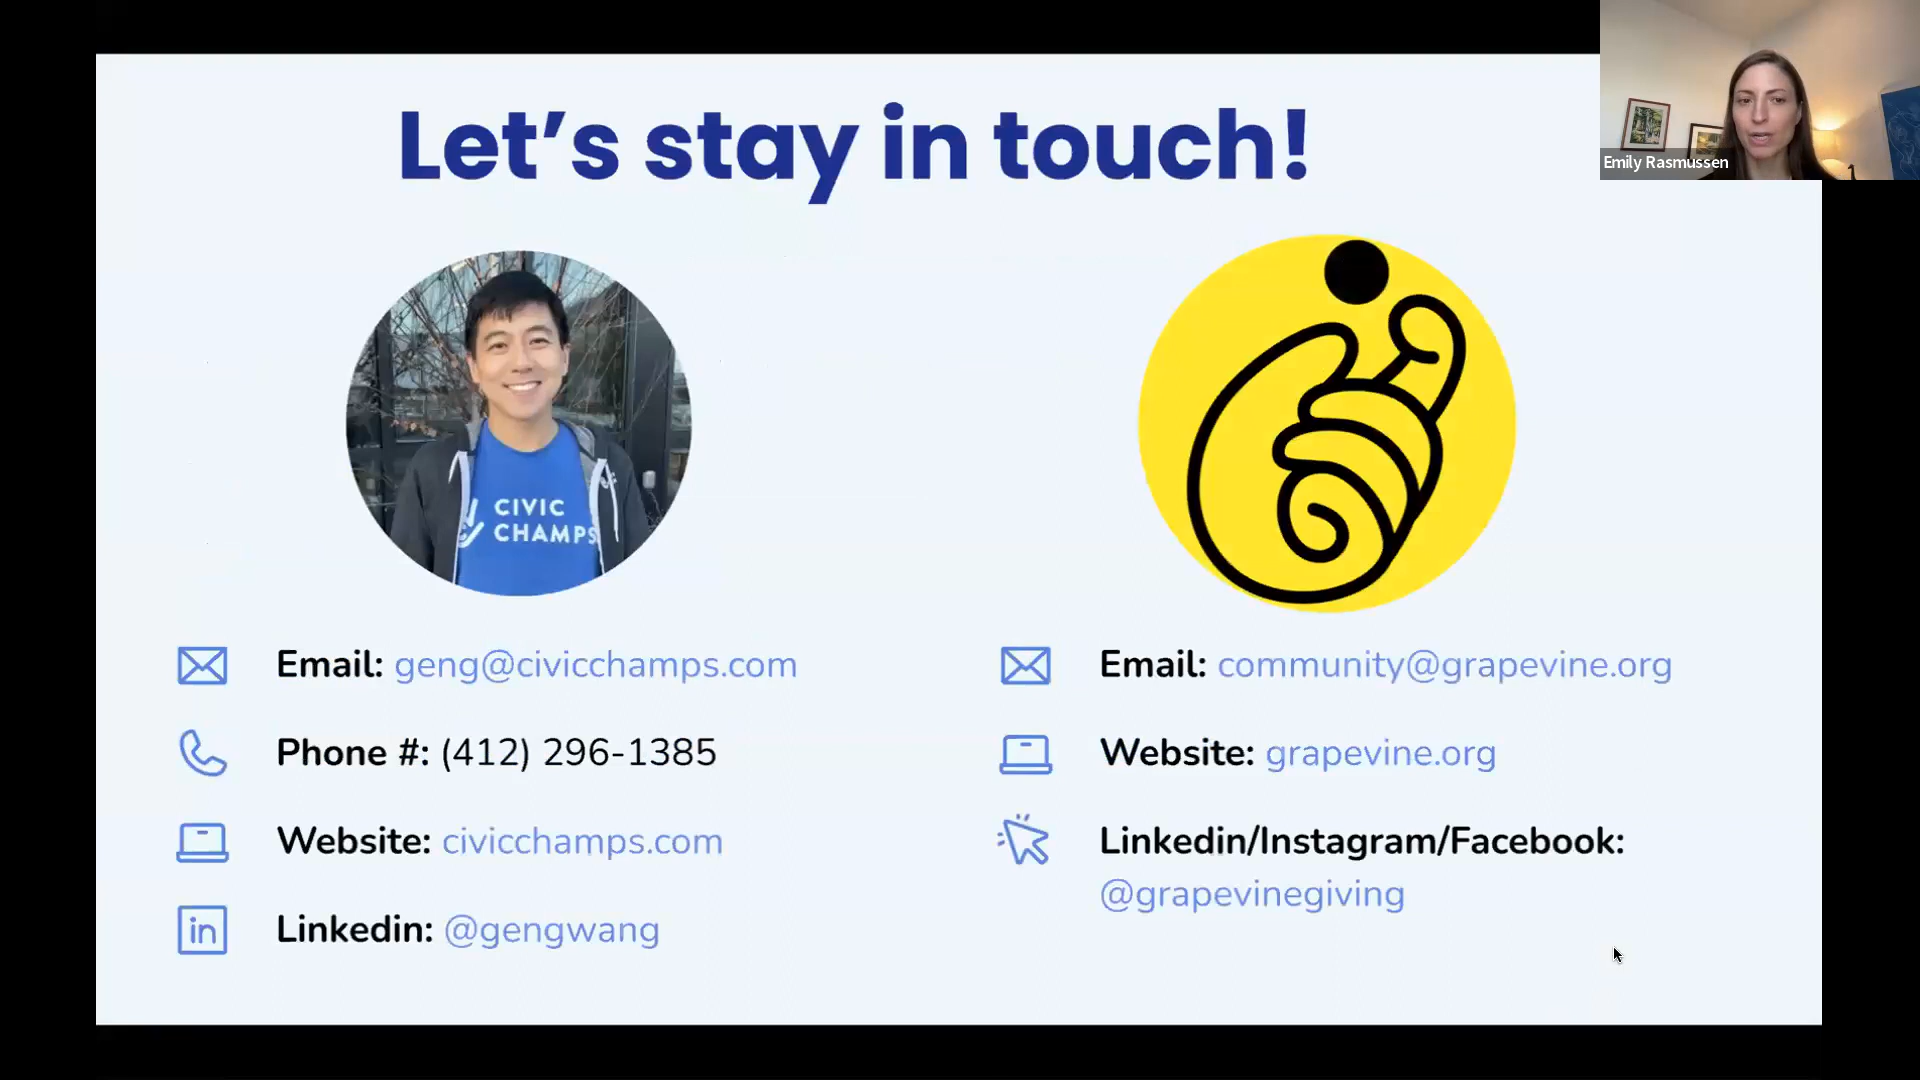 Let's stay in touch!
Emily Rasmussen
CIVIC
CHAMPS
Email: geng@civicchamps.com
Phone #: (412) 296-1385
Website: civicchamps.com
in Linkedin: @gengwang
Email: community@grapevine.org
Website: grapevine.org
Linkedin/Instagram/Facebook:
@grapevinegiving